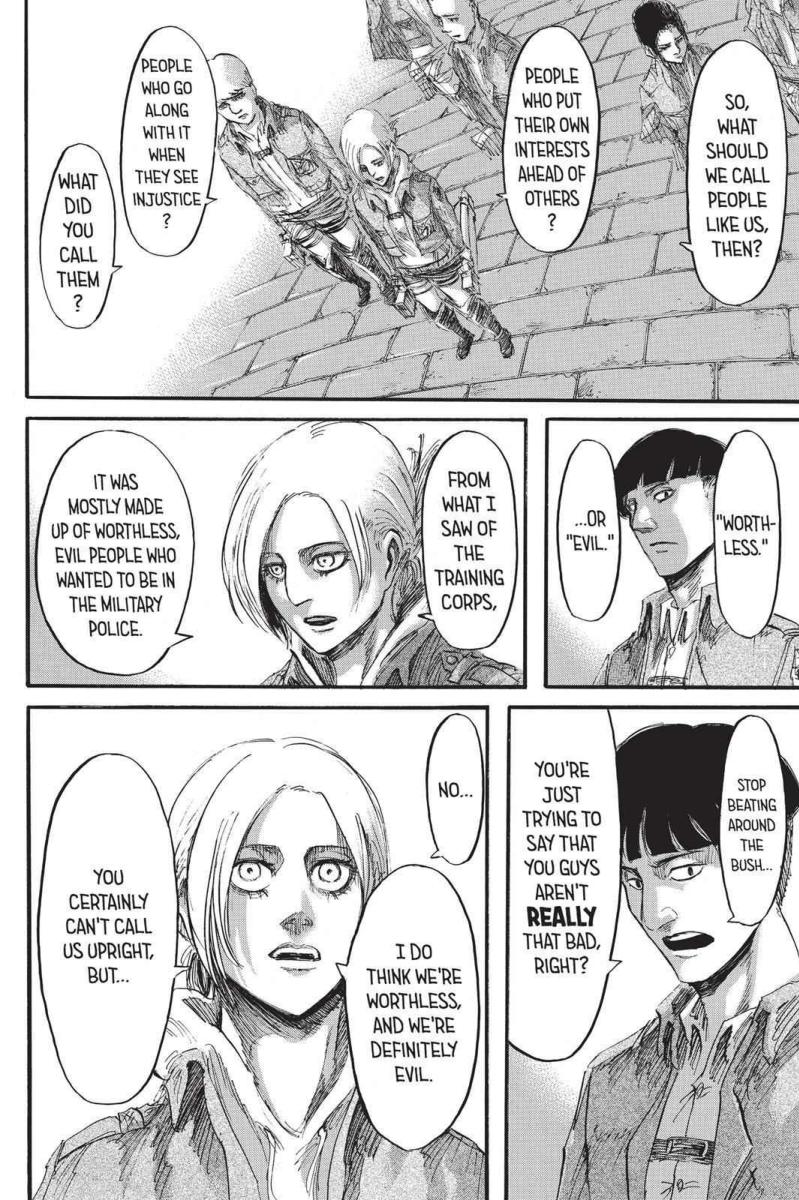 SO,
WHAT
SHOULD
WE CALL
PEOPLE
LIKE US,
THEN?
PEOPLE
WHO PUT
THEIR OWN
INTERESTS
AHEAD OF
OTHERS
?
PEOPLE
WHO GO
ALONG
WITH IT
WHEN
THEY SEE
INJUSTICE
?
WHAT
DID
YOU
CALL
THEM
?
"WORTH-
LESS."
...OR
"EVIL."
FROM
WHAT I
SAW OF
THE
TRAINING
CORPS,
IT WAS
MOSTLY MADE
UP OF WORTHLESS,
EVIL PEOPLE WHO
WANTED TO BE IN
THE MILITARY
POLICE.
STOP
BEATING
AROUND
THE
BUSH...
YOU'RE
JUST
TRYING TO
SAY THAT
YOU GUYS
AREN'T
REALLY
THAT BAD,
RIGHT?
NO...
I DO
THINK WE'RE
WORTHLESS,
AND WE'RE
DEFINITELY
EVIL.
YOU
CERTAINLY
CAN'T CALL
US UPRIGHT,
BUT...